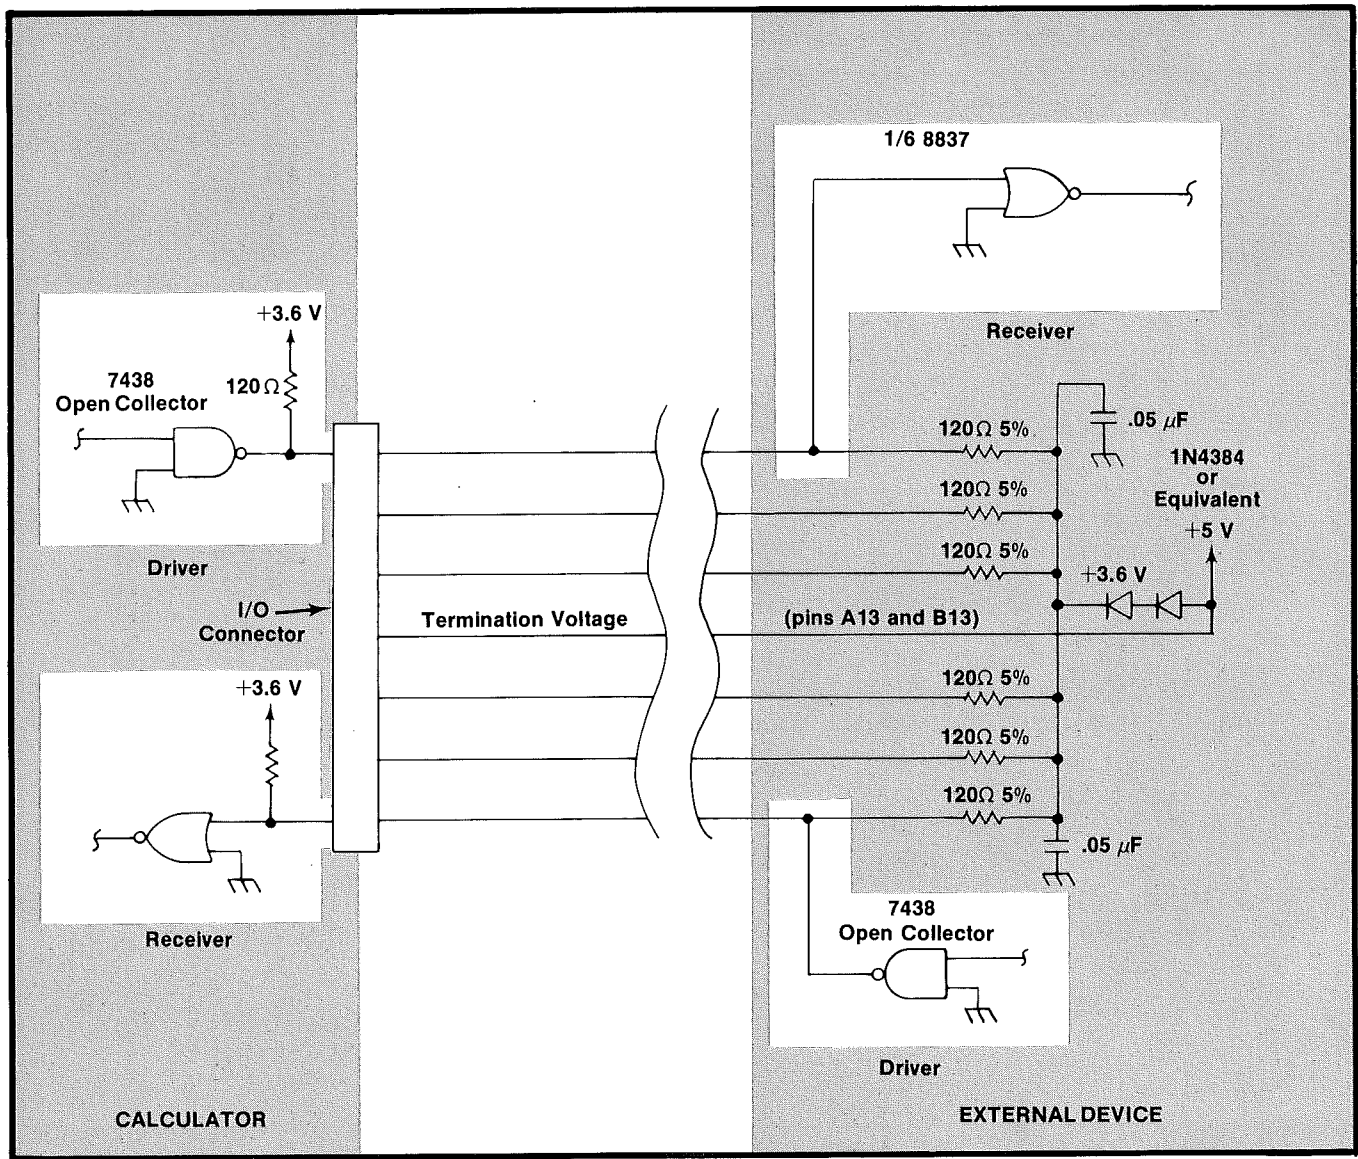 1/6 8837
Receiver
+3.6 V
7438
Open Collector
120Ω
Driver
I/O
Connector
+3.6 V
Receiver
CALCULATOR
Termination Voltage
(pins A13 and B13)
120Ω 5%
120Ω 5%
120Ω 5%
.05 μF
1N4384
or
Equivalent
+5 V
+3.6 V
120Ω 5%
120Ω 5%
120Ω 5%
.05 μF
7438
Open Collector
Driver
EXTERNAL DEVICE